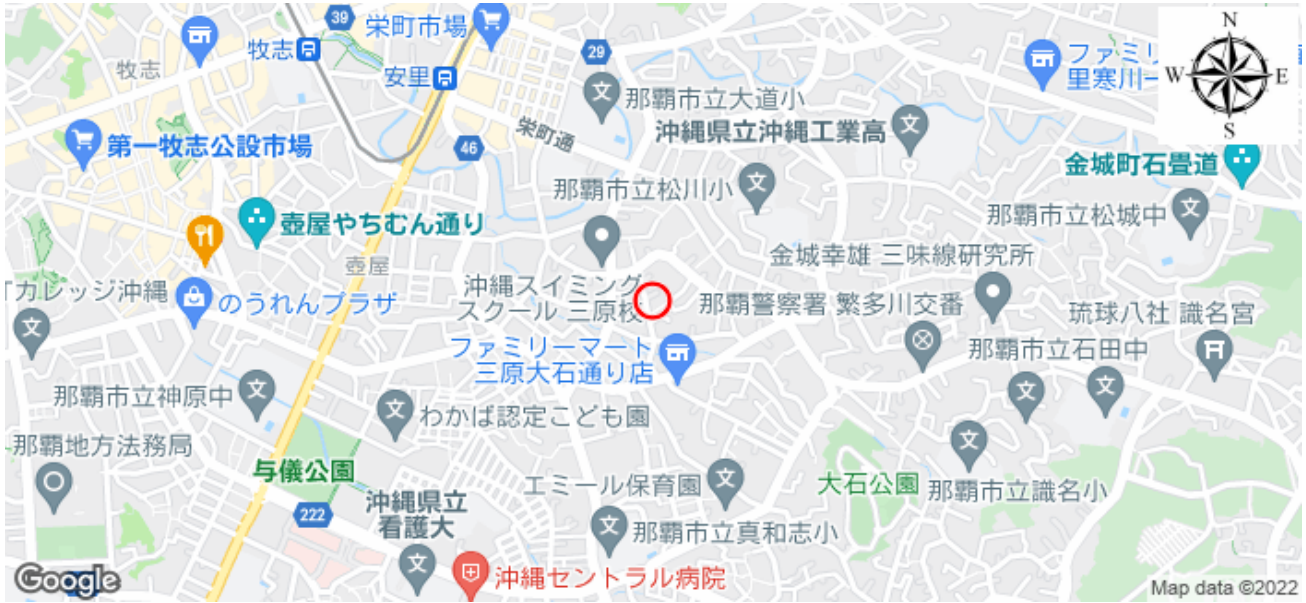 39
栄町市場
N
牧志
29
ファミリ
里寒川一
W
E
牧志
安里
那覇市立大道小
S
栄町通
沖縄県立沖縄工業高
第一牧志公設市場
46
金城町石畳道
那覇市立松川小
那覇市立松城中
壺屋やちむん通り
金城幸雄 三味線研究所
壺屋
沖縄スイミング
スクール 三原校
カレッジ沖縄
のうれんプラザ
那覇警察署 繁多川交番
琉球八社 識名宮
ファミリーマート
三原大石通り店
那覇市立石田中
那覇市立神原中
わかば認定こども園
那覇地方法務局
与儀公園
エミール保育園
大石公園
那覇市立識名小
沖縄県立
看護大
222
那覇市立真和志小
沖縄セントラル病院
Google
Map data ©2022